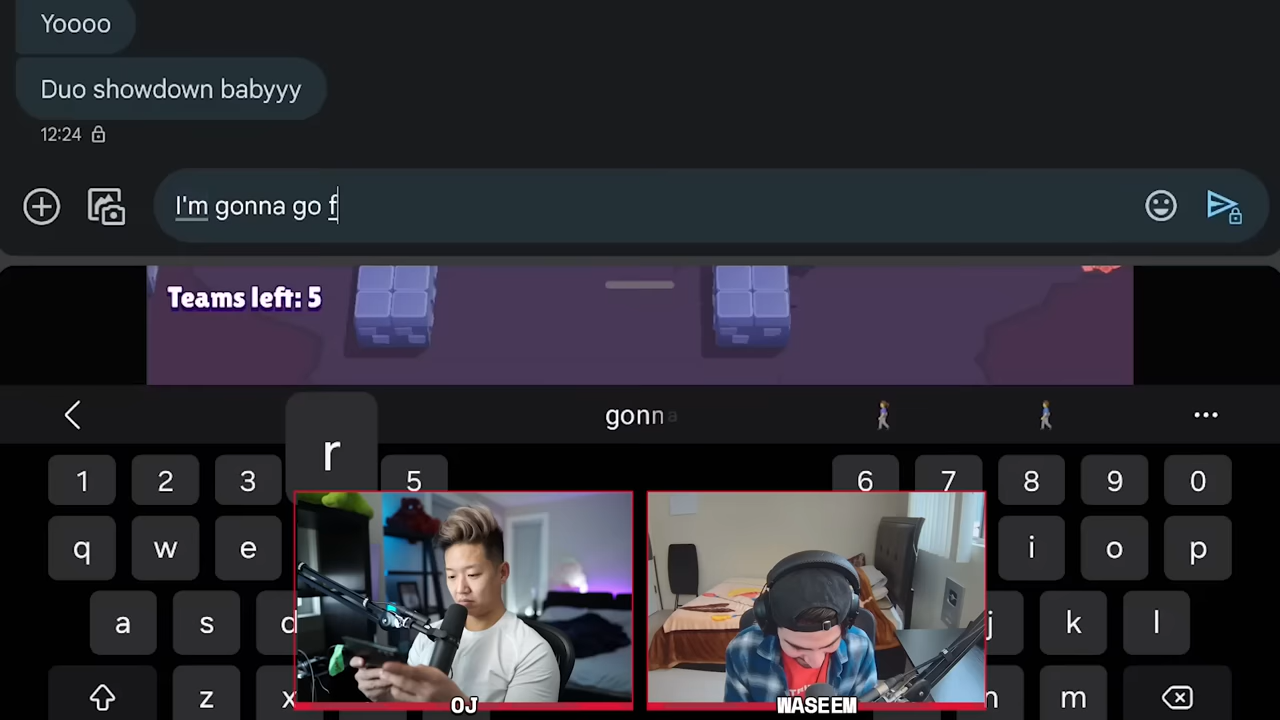 Yoooo
Duo showdown babyyy
12:24
I'm gonna go f
Teams left: 5
gonna
r
1 2 3 5 6 7 8 9 0
q w e i o p
a s d j k l
z x n m
OJ
WASEEM